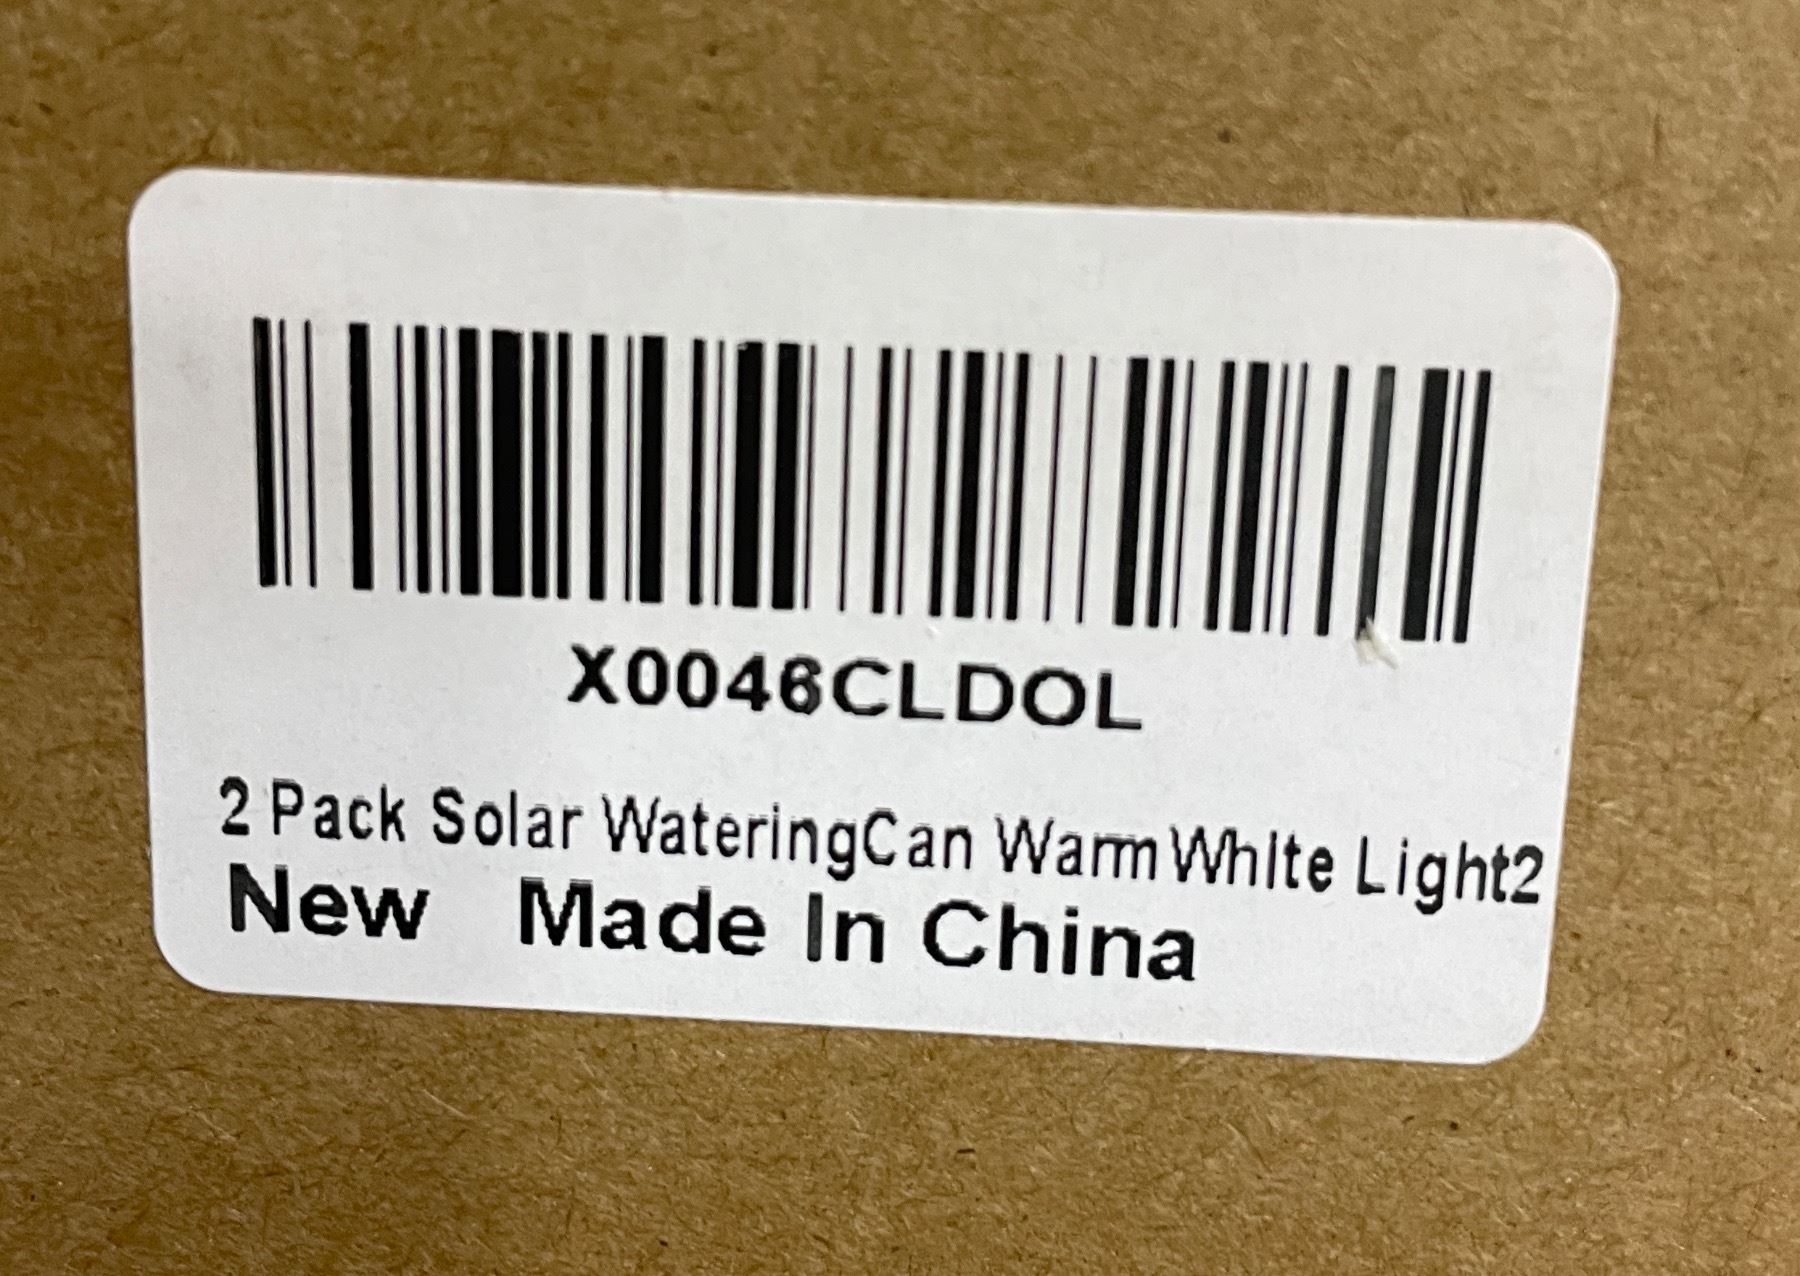 X0046CLDOL
2 Pack Solar WateringCan Warm White Light2
New Made In China